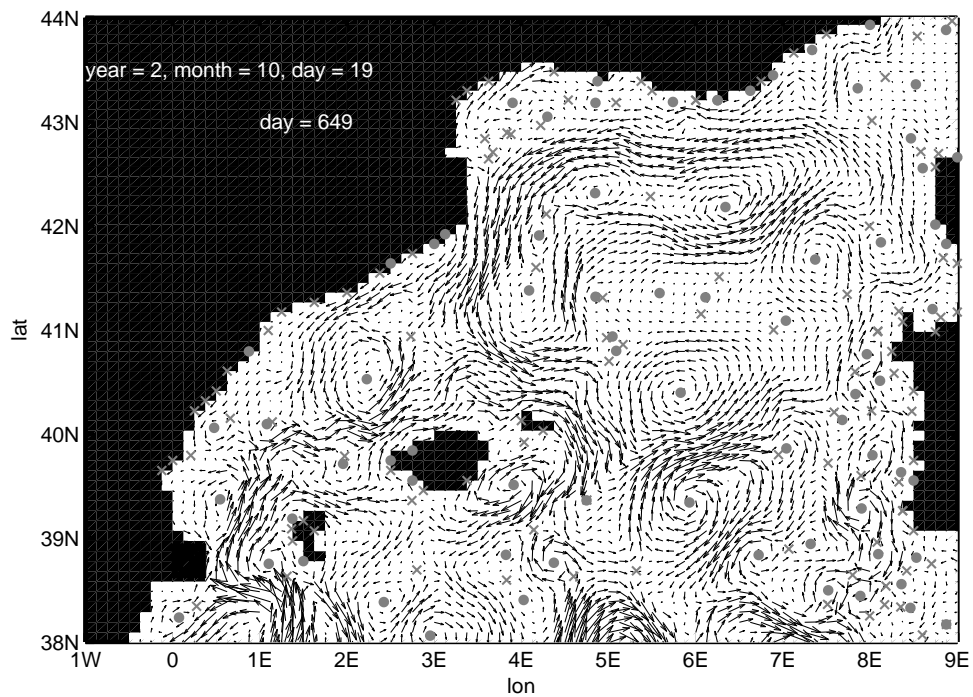 44N
year = 2, month = 10, day = 19
43N
day = 649
42N
lat
41N
40N
39N
38N
1W 0 1E 2E 3E 4E 5E 6E 7E 8E 9E
lon